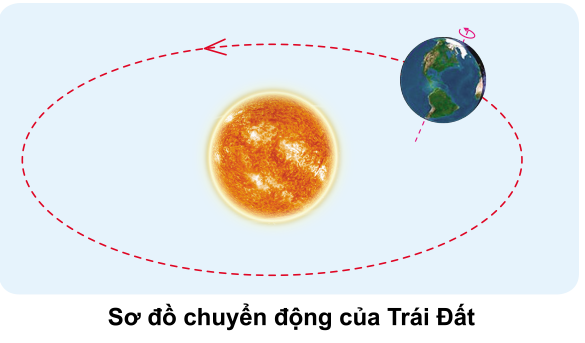 Sơ đồ chuyển động của Trái Đất